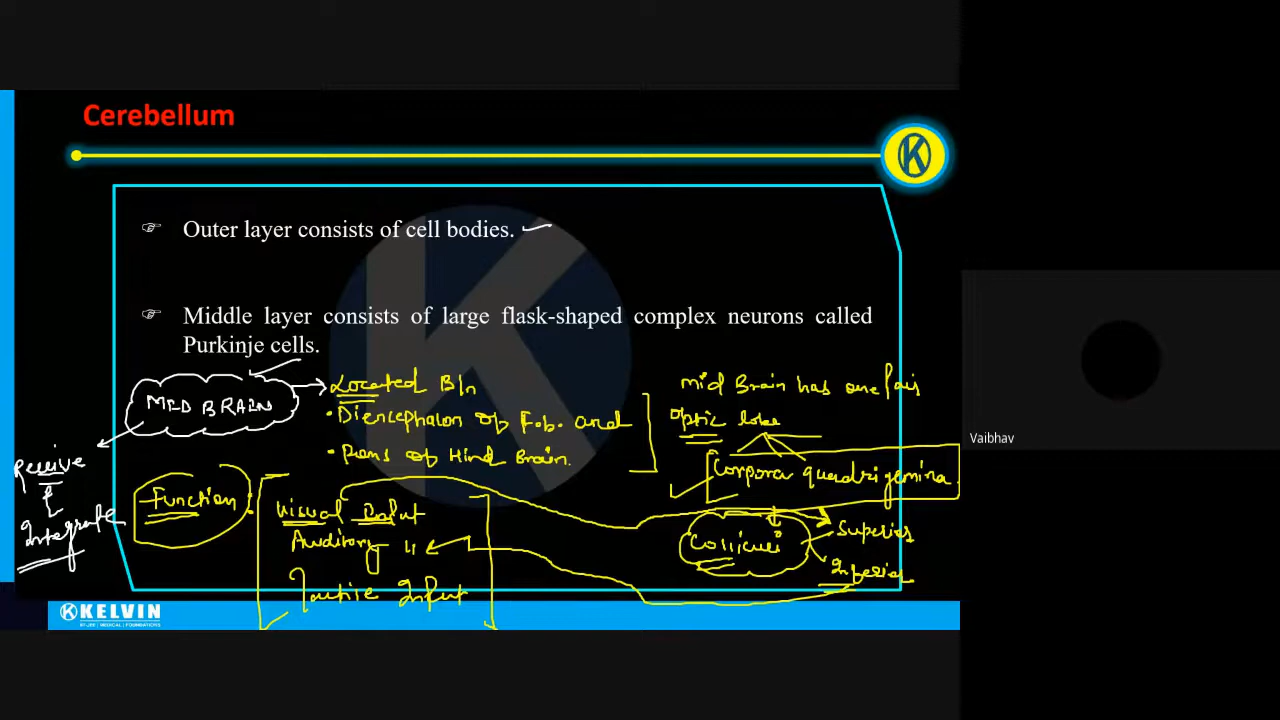 Cerebellum
Outer layer consists of cell bodies.
Middle layer consists of large flask-shaped complex neurons called
Purkinje cells.
MID BRAIN
Located B/n
• Diencephalon of F.b. and
• Pons of Hind Brain.
mid Brain has one pair
optic lobe
Corpora quadrigemina
Colliculi
Superior
Inferior
Receive
&
Integrate
Function :
Visual Input
Auditory "
Tactile Input
Vaibhav
KELVIN